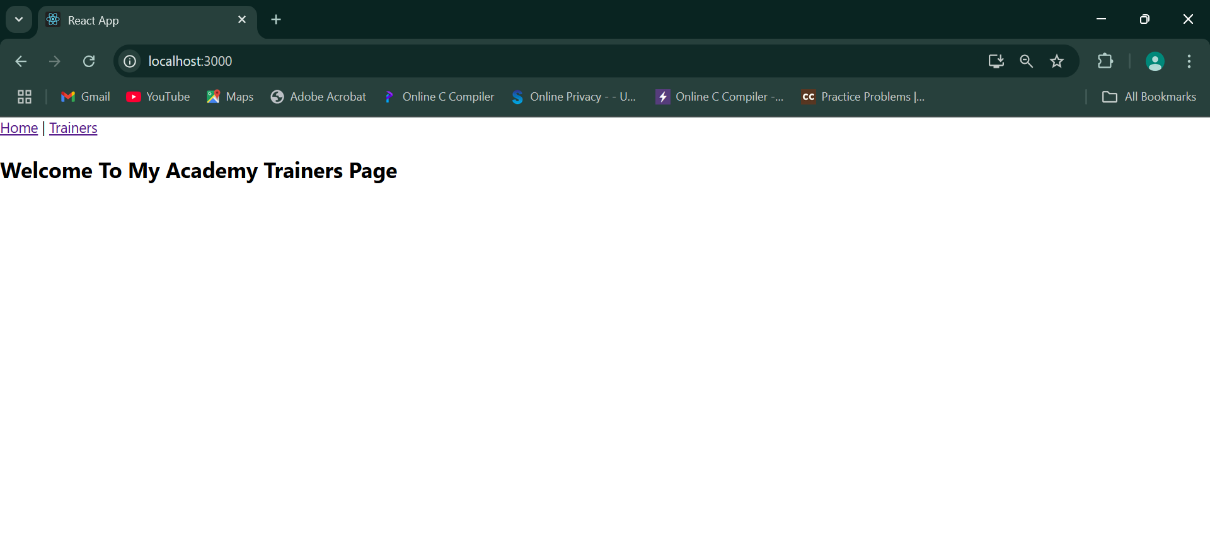 React App
localhost:3000
Gmail YouTube Maps Adobe Acrobat Online C Compiler Online Privacy - - U... Online C Compiler -... cc Practice Problems |... All Bookmarks
Home | Trainers
Welcome To My Academy Trainers Page